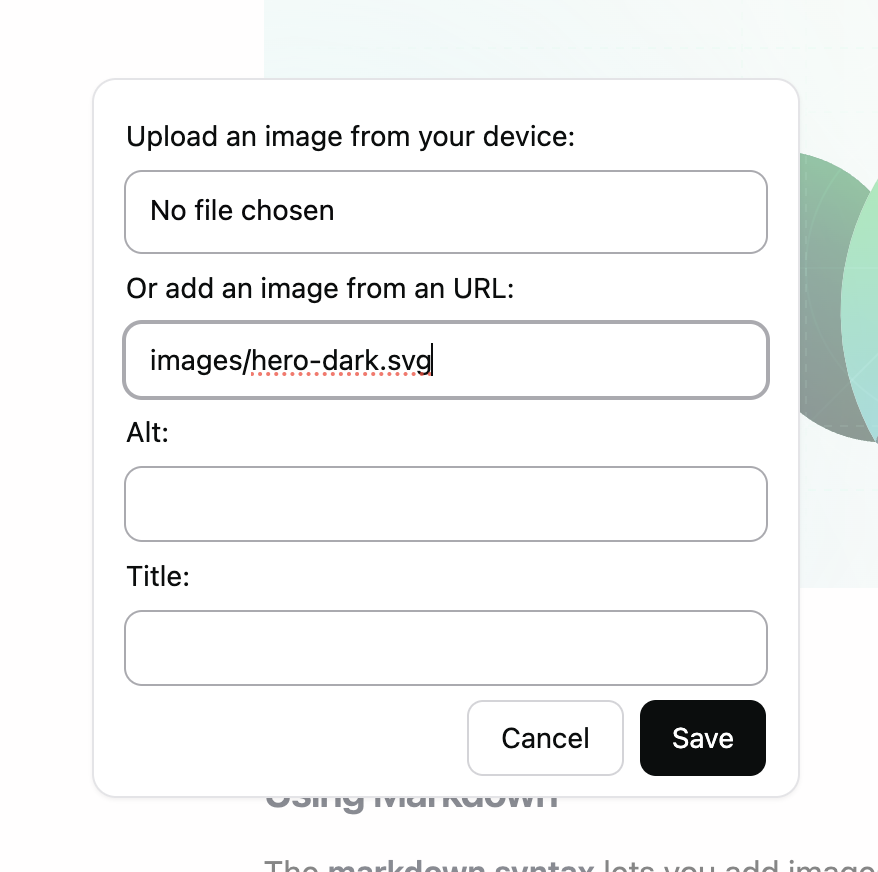 Upload an image from your device:
No file chosen
Or add an image from an URL:
images/hero-dark.svg
Alt:
Title:
Cancel
Save
Using Markdown
The markdown syntax lets you add image